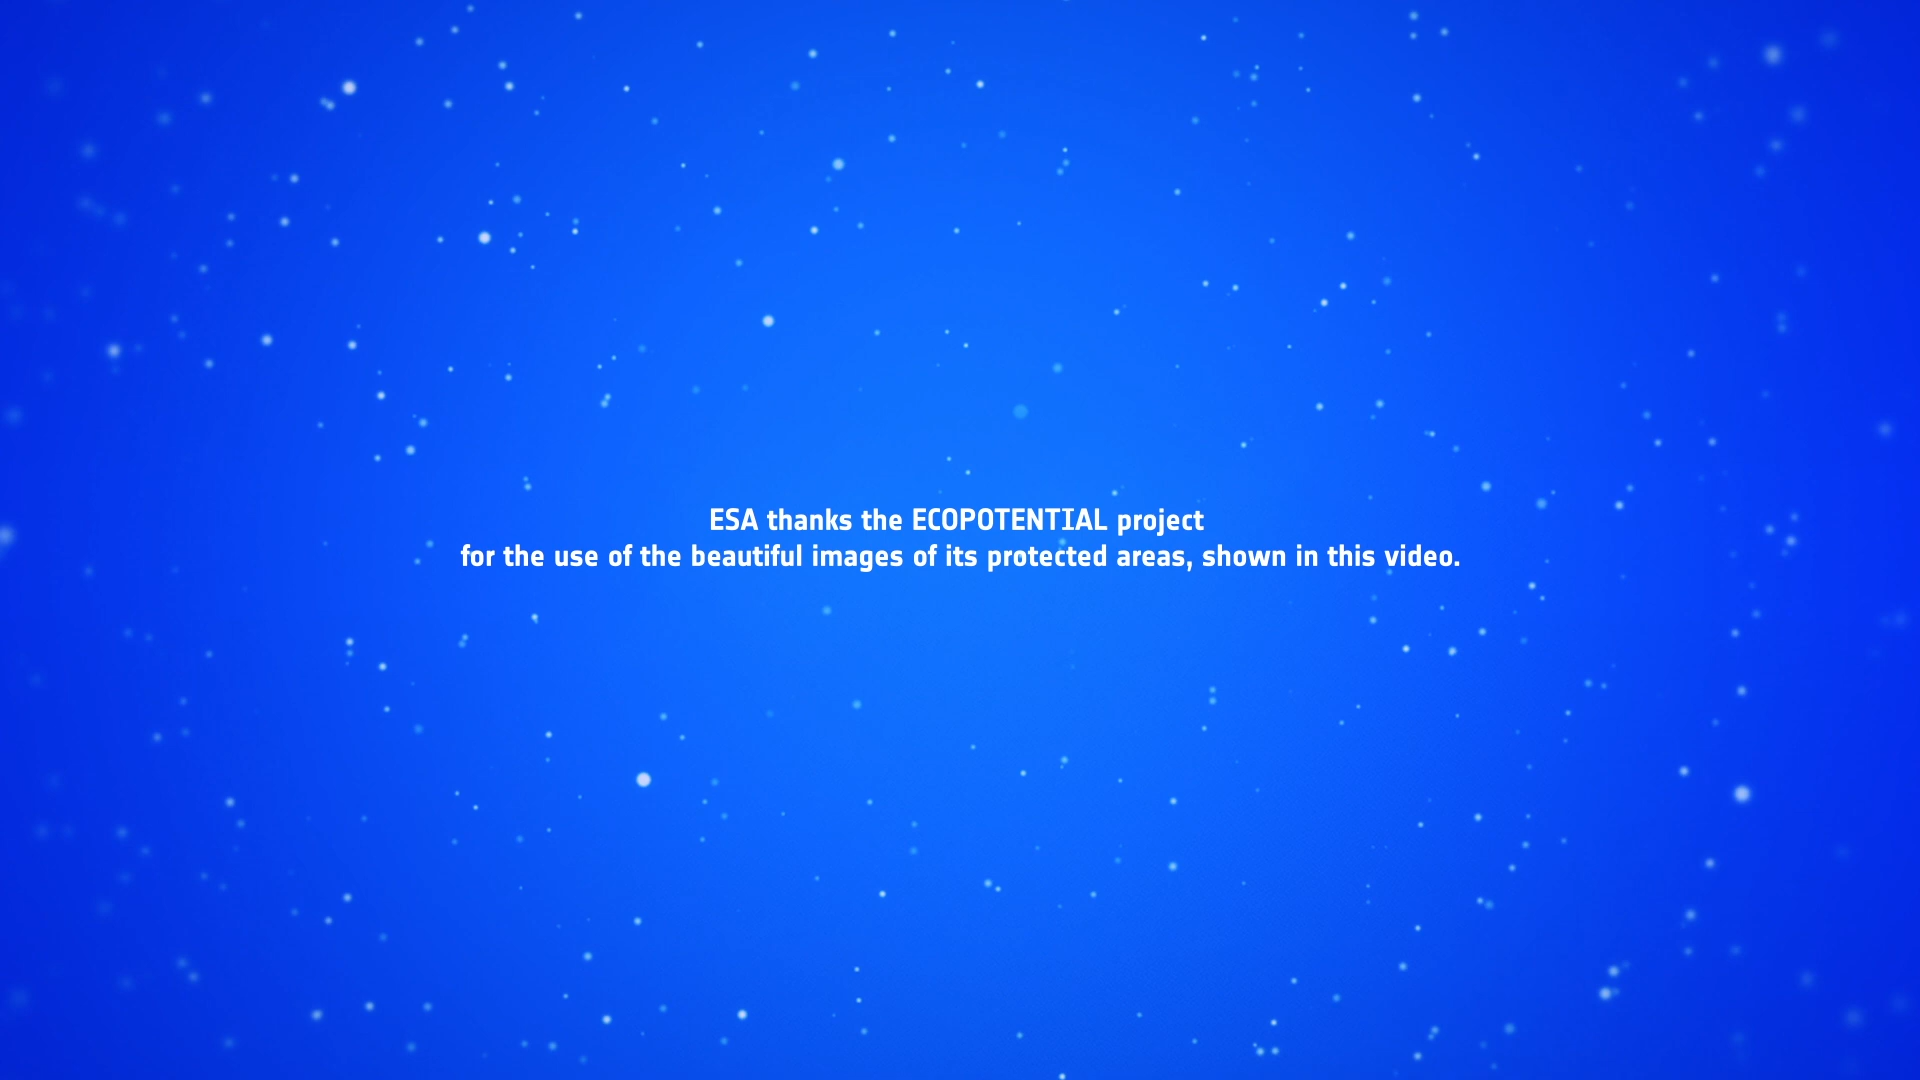 ESA thanks the ECOPOTENTIAL project
for the use of the beautiful images of its protected areas, shown in this video.